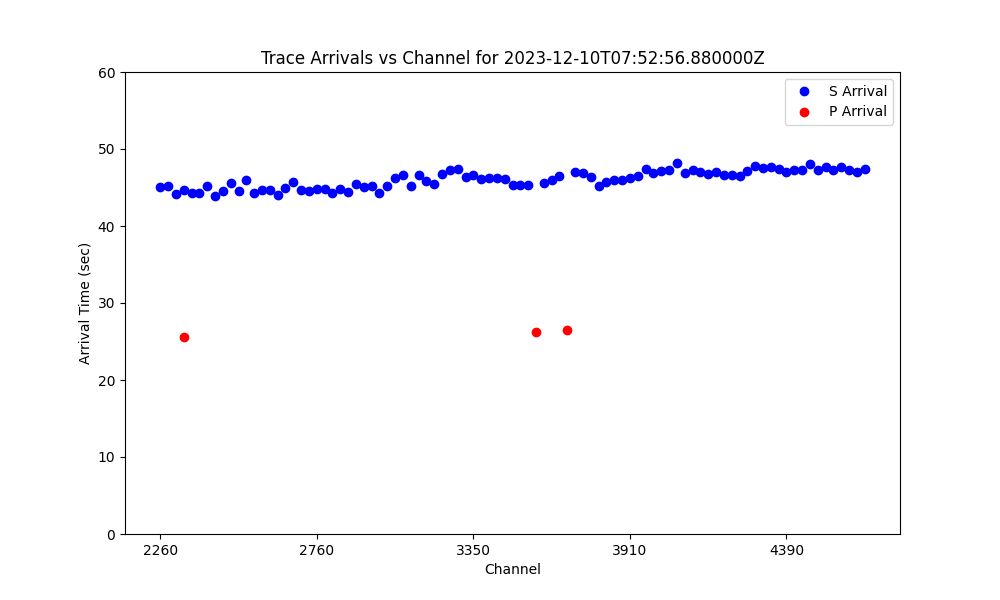 Trace Arrivals vs Channel for 2023-12-10T07:52:56.880000Z
60
50
40
30
20
10
0
Arrival Time (sec)
S Arrival
P Arrival
2260 2760 3350 3910 4390
Channel